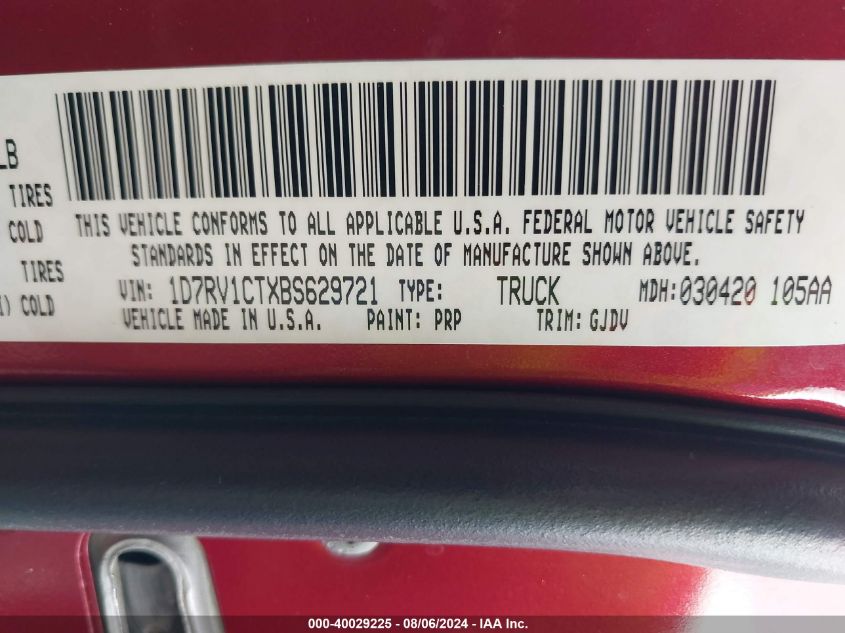 LB
TIRES
COLD
TIRES
) COLD
THIS VEHICLE CONFORMS TO ALL APPLICABLE U.S.A. FEDERAL MOTOR VEHICLE SAFETY
STANDARDS IN EFFECT ON THE DATE OF MANUFACTURE SHOWN ABOVE.
VIN: 1D7RV1CTXBS629721 TYPE: TRUCK MDH:030420 105AA
VEHICLE MADE IN U.S.A. PAINT: PRP TRIM: GJDV
000-40029225 - 08/06/2024 - IAA Inc.